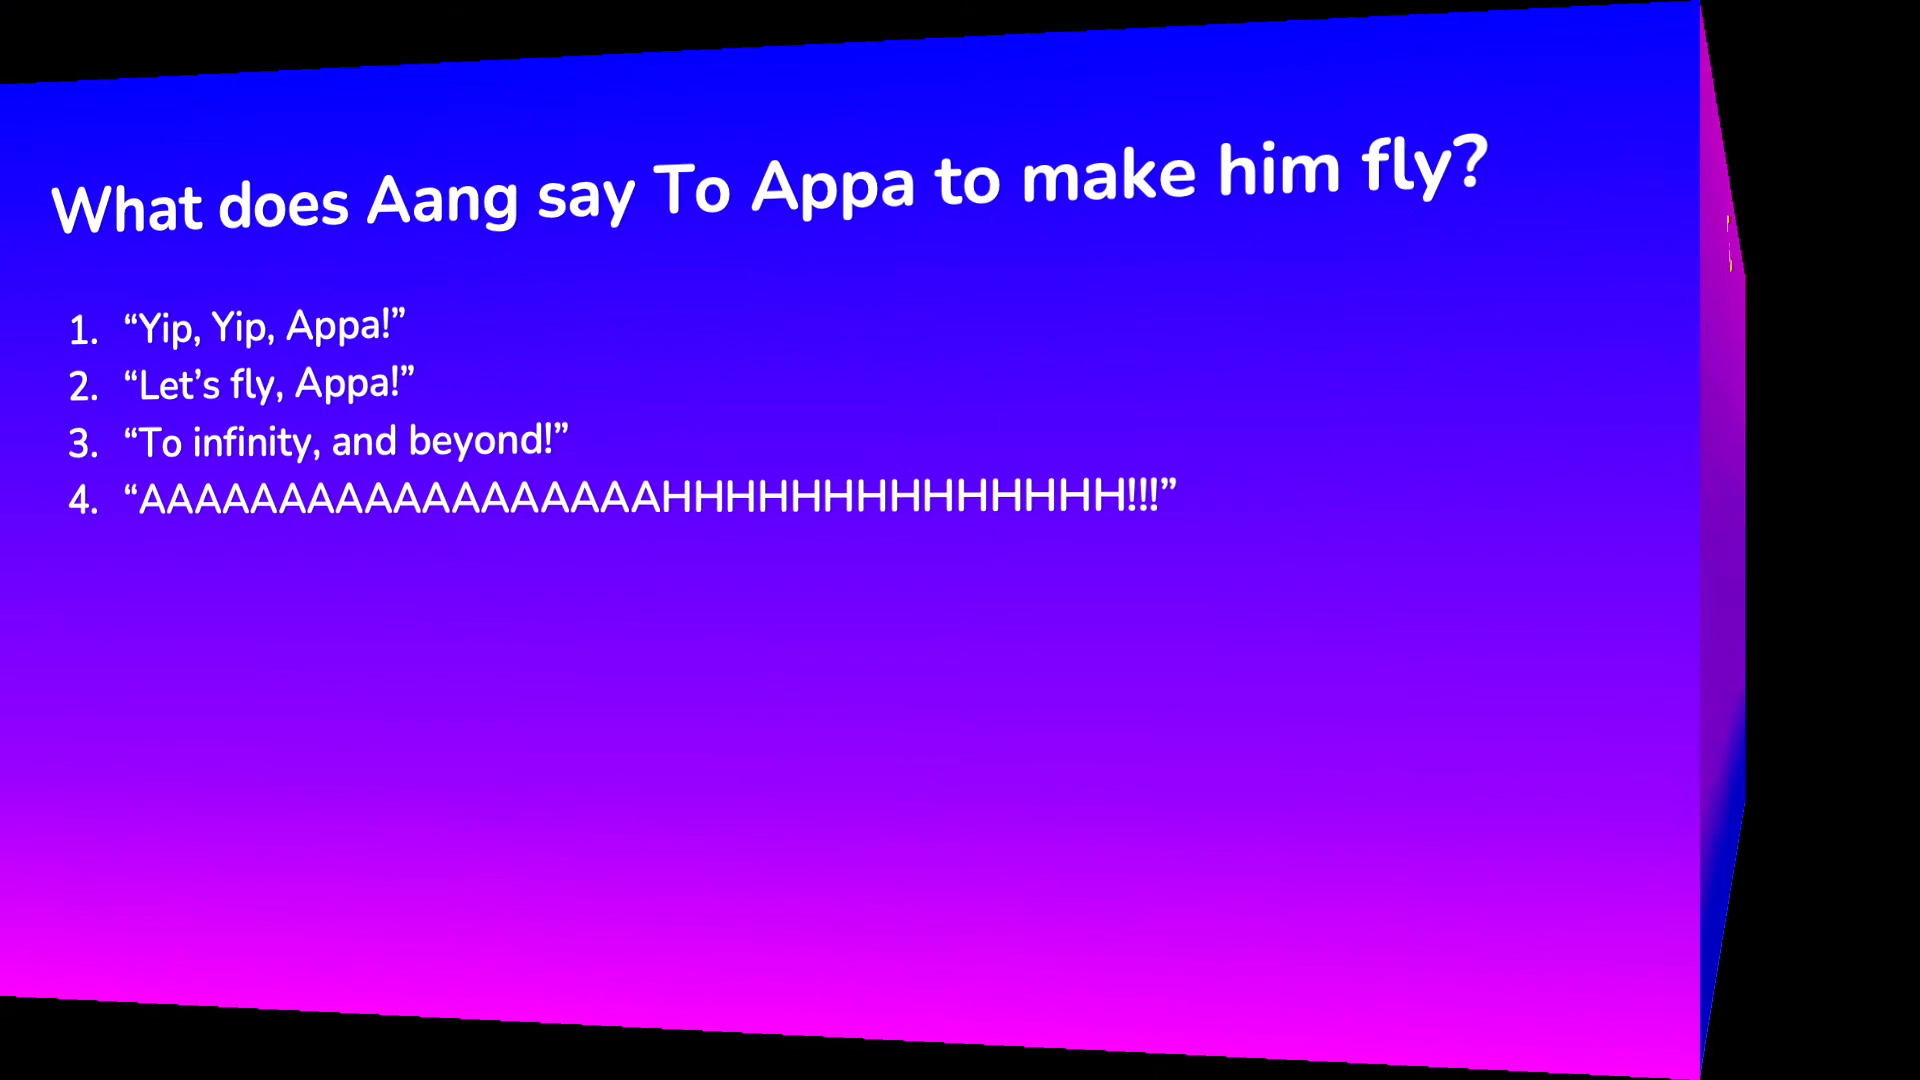 What does Aang say To Appa to make him fly?
1. “Yip, Yip, Appa!”
2. “Let’s fly, Appa!”
3. “To infinity, and beyond!”
4. “AAAAAAAAAAAAAAAAAAHHHHHHHHHHHHHH!!!”